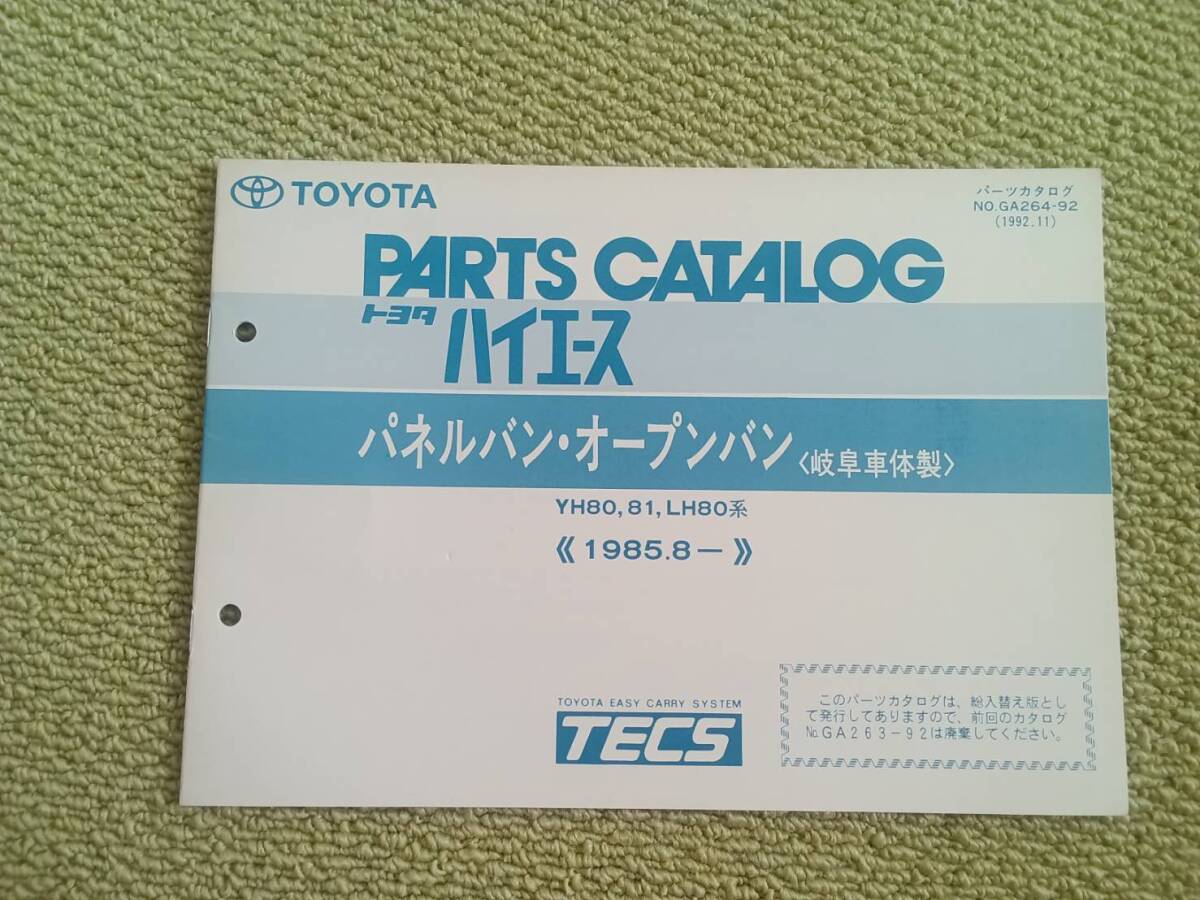 TOYOTA
パーツカタログ
NO.GA264-92
(1992.11)
PARTS CATALOG
トヨタ
ハイエース
パネルバン・オープンバン〈岐阜車体製〉
YH80, 81, LH80系
《1985.8－》
TOYOTA EASY CARRY SYSTEM
TECS
このパーツカタログは、総入替え版とし
て発行してありますので、前回のカタログ
№GA263-92は廃棄してください。